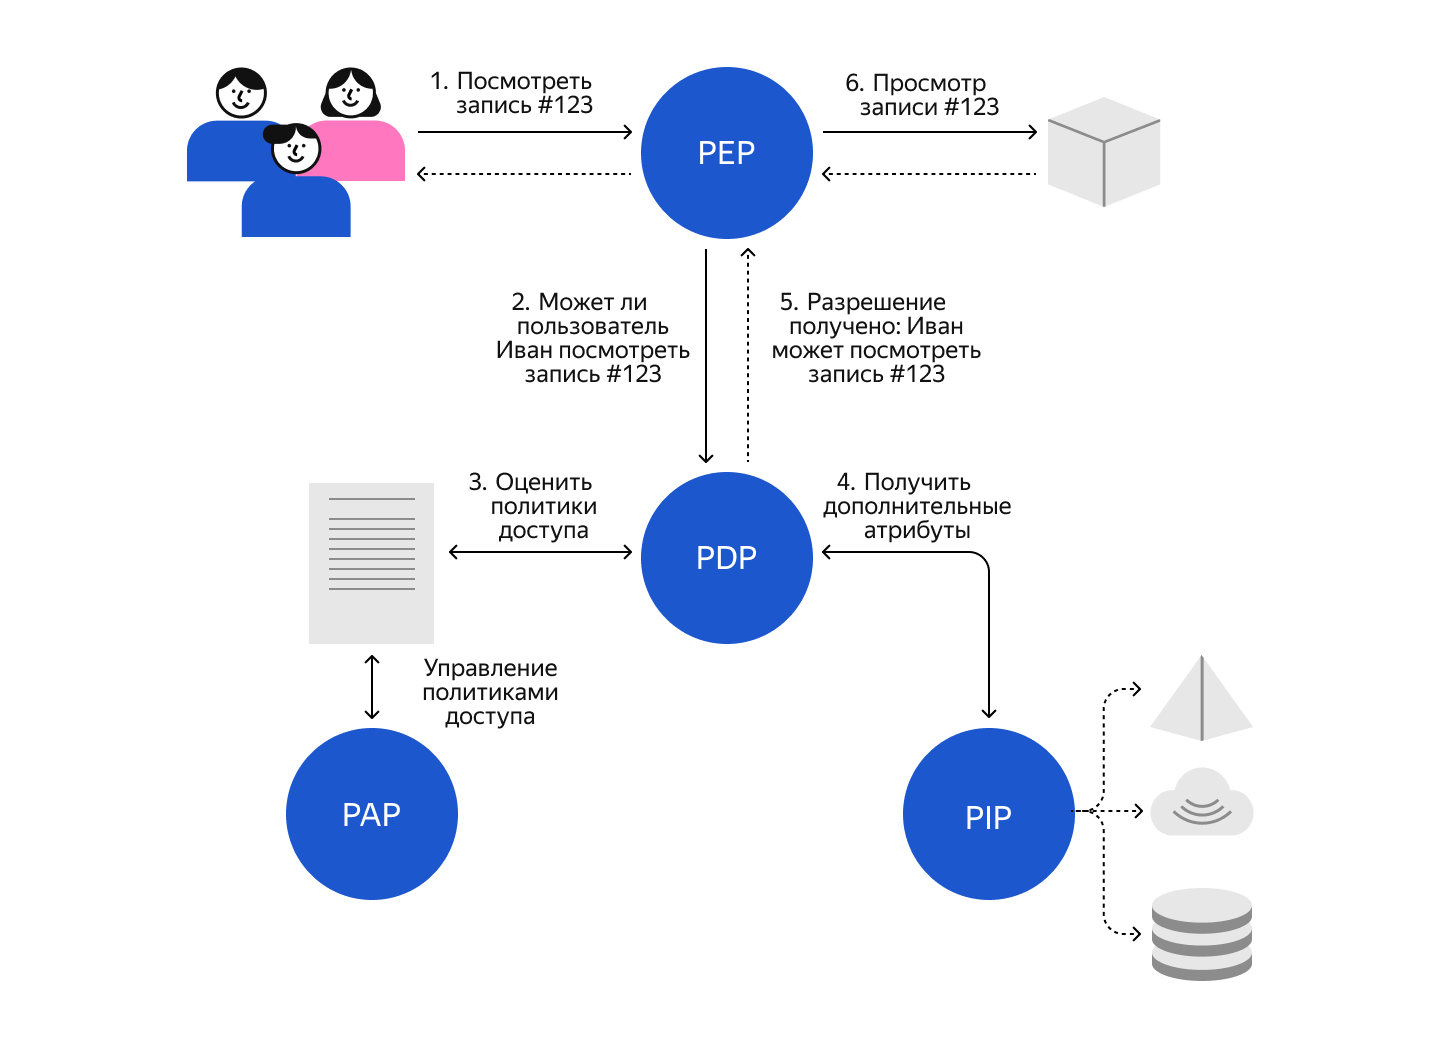 1. Посмотреть
запись #123
PEP
6. Просмотр
записи #123
2. Может ли
пользователь
Иван посмотреть
запись #123
5. Разрешение
получено: Иван
может посмотреть
запись #123
3. Оценить
политики
доступа
PDP
4. Получить
дополнительные
атрибуты
Управление
политиками
доступа
PAP
PIP